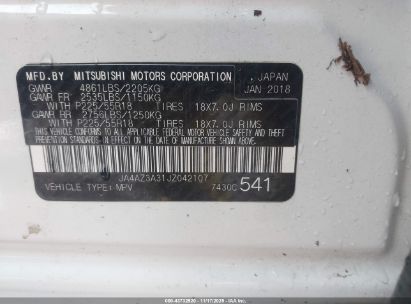 MFD.BY MITSUBISHI MOTORS CORPORATION JAPAN
GVWR 4861LBS/2205KG JAN 2018
GAWR FR 2535LBS/1150KG
WITH P225/55R18 TIRES 18X7.0J RIMS
GAWR RR 2756LBS/1250KG
WITH P225/55R18 TIRES 18X7.0J RIMS
THIS VEHICLE CONFORMS TO ALL APPLICABLE FEDERAL MOTOR VEHICLE SAFETY AND THEFT
PREVENTION STANDARDS IN EFFECT ON THE DATE OF MANUFACTURE SHOWN ABOVE.
JA4AZ3A31JZ042107
VEHICLE TYPE:MPV 7430C 541